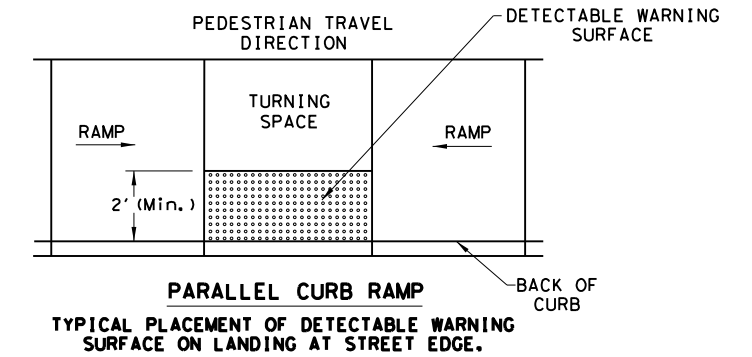 PEDESTRIAN TRAVEL
DIRECTION
DETECTABLE WARNING
SURFACE
TURNING
SPACE
RAMP
RAMP
2' (Min.)
BACK OF
CURB
PARALLEL CURB RAMP
TYPICAL PLACEMENT OF DETECTABLE WARNING
SURFACE ON LANDING AT STREET EDGE.